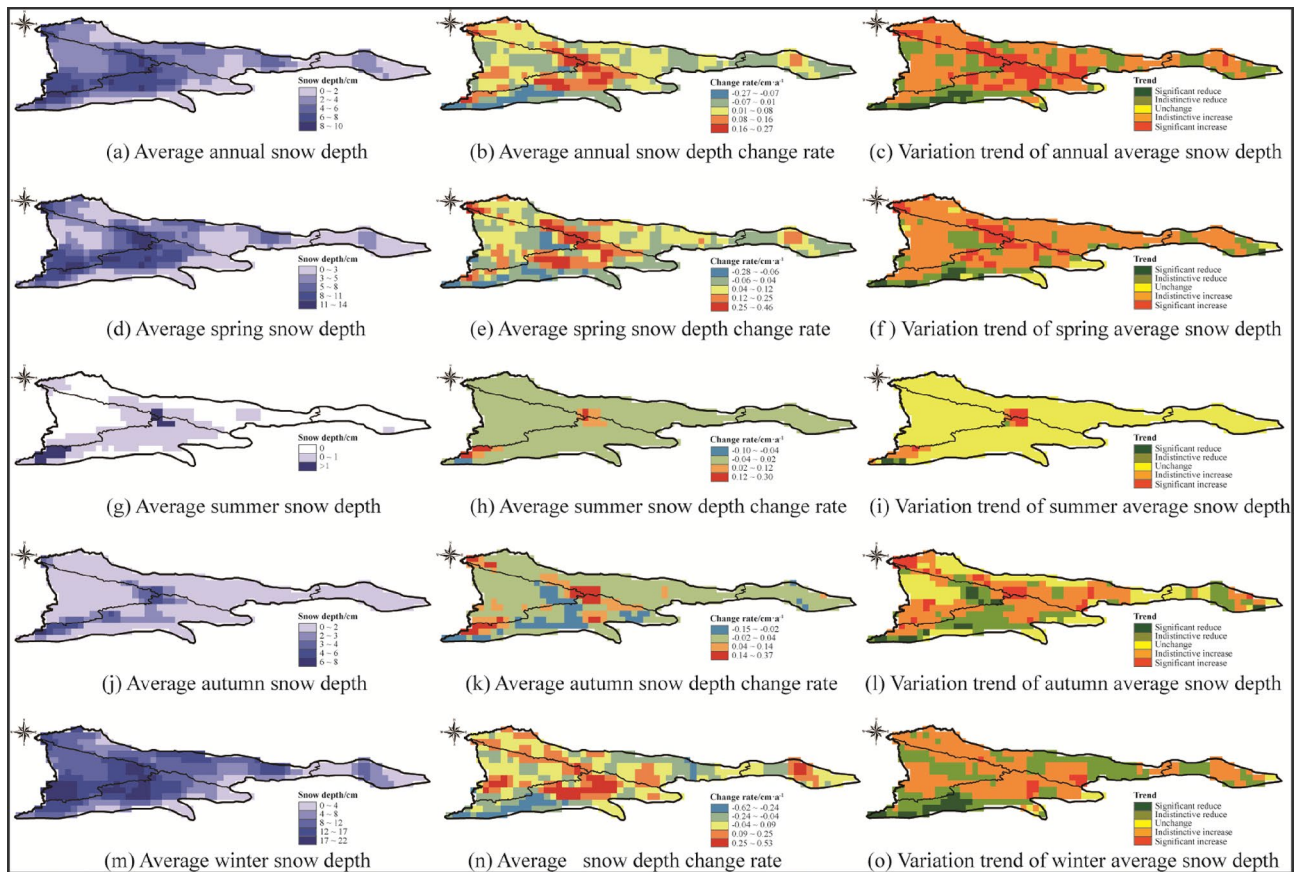 Snow depth/cm
0 ~ 2
2 ~ 4
4 ~ 6
6 ~ 8
8 ~ 10
(a) Average annual snow depth
Change rate/cm·a⁻¹
-0.27 ~ -0.07
-0.07 ~ 0.01
0.01 ~ 0.08
0.08 ~ 0.16
0.16 ~ 0.27
(b) Average annual snow depth change rate
Trend
Significant reduce
Indistinctive reduce
Unchange
Indistinctive increase
Significant increase
(c) Variation trend of annual average snow depth
Snow depth/cm
0 ~ 3
3 ~ 5
5 ~ 8
8 ~ 11
11 ~ 14
(d) Average spring snow depth
Change rate/cm·a⁻¹
-0.28 ~ -0.06
-0.06 ~ 0.04
0.04 ~ 0.12
0.12 ~ 0.25
0.25 ~ 0.46
(e) Average spring snow depth change rate
Trend
Significant reduce
Indistinctive reduce
Unchange
Indistinctive increase
Significant increase
(f) Variation trend of spring average snow depth
Snow depth/cm
0
0 ~ 1
>1
(g) Average summer snow depth
Change rate/cm·a⁻¹
-0.10 ~ -0.04
-0.04 ~ 0.02
0.02 ~ 0.12
0.12 ~ 0.30
(h) Average summer snow depth change rate
Trend
Significant reduce
Indistinctive reduce
Unchange
Indistinctive increase
Significant increase
(i) Variation trend of summer average snow depth
Snow depth/cm
0 ~ 2
2 ~ 3
3 ~ 4
4 ~ 6
6 ~ 8
(j) Average autumn snow depth
Change rate/cm·a⁻¹
-0.15 ~ -0.02
-0.02 ~ 0.04
0.04 ~ 0.14
0.14 ~ 0.37
(k) Average autumn snow depth change rate
Trend
Significant reduce
Indistinctive reduce
Unchange
Indistinctive increase
Significant increase
(l) Variation trend of autumn average snow depth
Snow depth/cm
0 ~ 4
4 ~ 8
8 ~ 12
12 ~ 17
17 ~ 22
(m) Average winter snow depth
Change rate/cm·a⁻¹
-0.62 ~ -0.24
-0.24 ~ -0.04
-0.04 ~ 0.09
0.09 ~ 0.25
0.25 ~ 0.53
(n) Average snow depth change rate
Trend
Significant reduce
Indistinctive reduce
Unchange
Indistinctive increase
Significant increase
(o) Variation trend of winter average snow depth